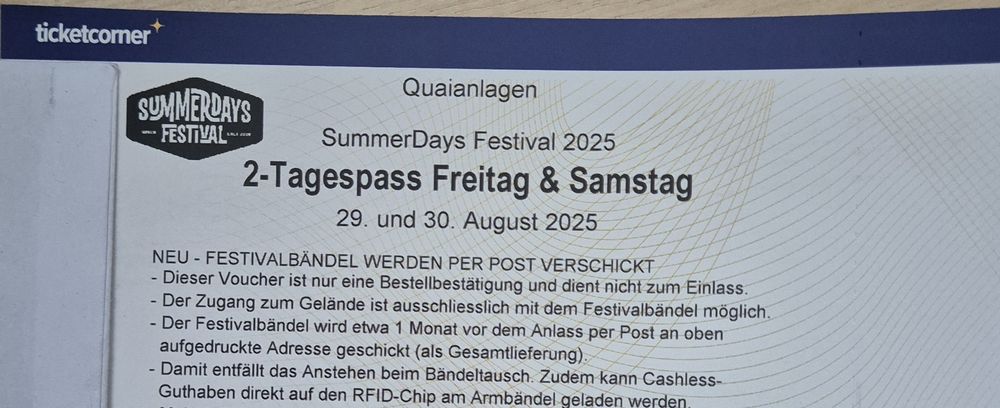 ticketcorner
SUMMERDAYS
FESTIVAL
Quaianlagen
SummerDays Festival 2025
2-Tagespass Freitag & Samstag
29. und 30. August 2025
NEU - FESTIVALBÄNDEL WERDEN PER POST VERSCHICKT
- Dieser Voucher ist nur eine Bestellbestätigung und dient nicht zum Einlass.
- Der Zugang zum Gelände ist ausschliesslich mit dem Festivalbändel möglich.
- Der Festivalbändel wird etwa 1 Monat vor dem Anlass per Post an oben
aufgedruckte Adresse geschickt (als Gesamtlieferung).
- Damit entfällt das Anstehen beim Bändeltausch. Zudem kann Cashless-
Guthaben direkt auf den RFID-Chip am Armbändel geladen werden.